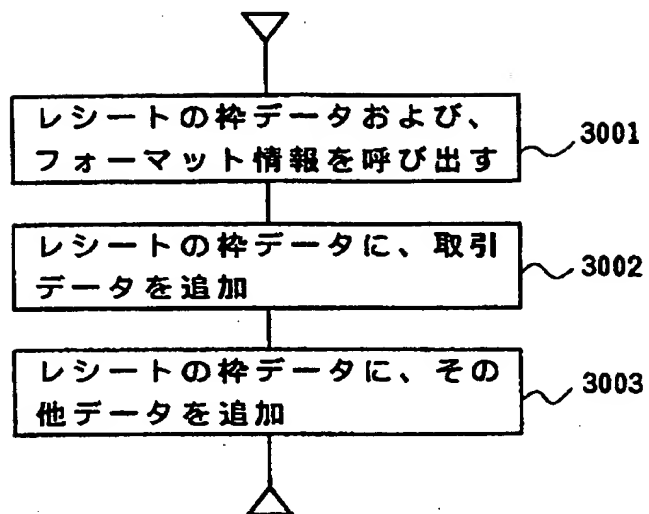 レシートの枠データおよび、
フォーマット情報を呼び出す
3001
レシートの枠データに、取引
データを追加
3002
レシートの枠データに、その
他データを追加
3003